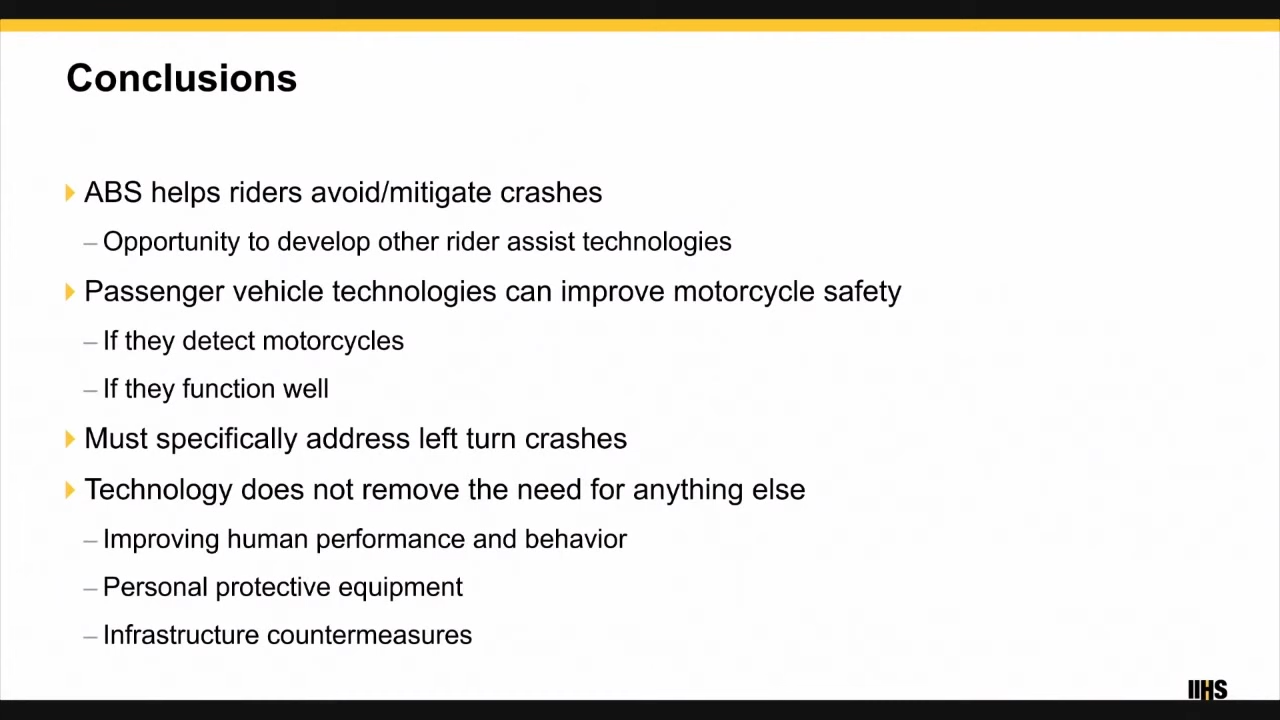 Conclusions
ABS helps riders avoid/mitigate crashes
– Opportunity to develop other rider assist technologies
Passenger vehicle technologies can improve motorcycle safety
– If they detect motorcycles
– If they function well
Must specifically address left turn crashes
Technology does not remove the need for anything else
– Improving human performance and behavior
– Personal protective equipment
– Infrastructure countermeasures
IIHS